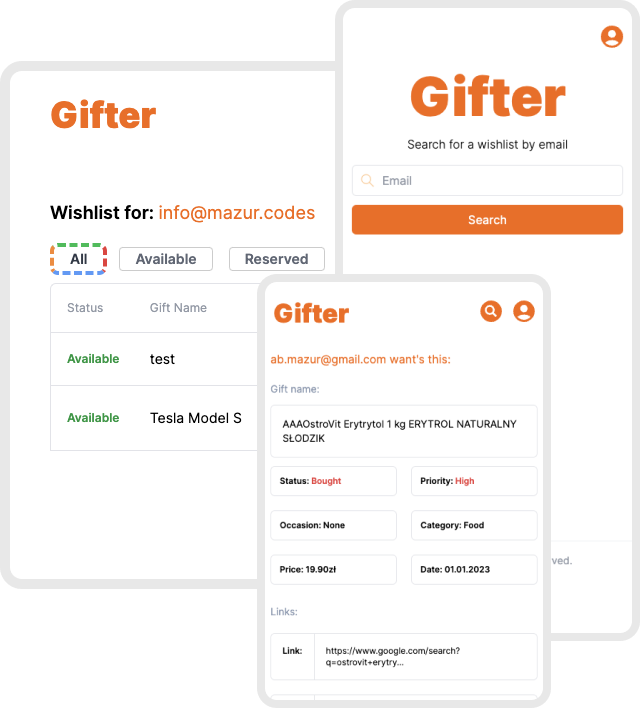 Gifter
Wishlist for: info@mazur.codes
All Available Reserved
Status Gift Name
Available test
Available Tesla Model S
Gifter
Search for a wishlist by email
Email
Search
ved.
Gifter
ab.mazur@gmail.com want's this:
Gift name:
AAAOstroVit Erytrytol 1 kg ERYTROL NATURALNY
SŁODZIK
Status: Bought Priority: High
Occasion: None Category: Food
Price: 19.90zł Date: 01.01.2023
Links:
Link: https://www.google.com/search?
q=ostrovit+erytry...